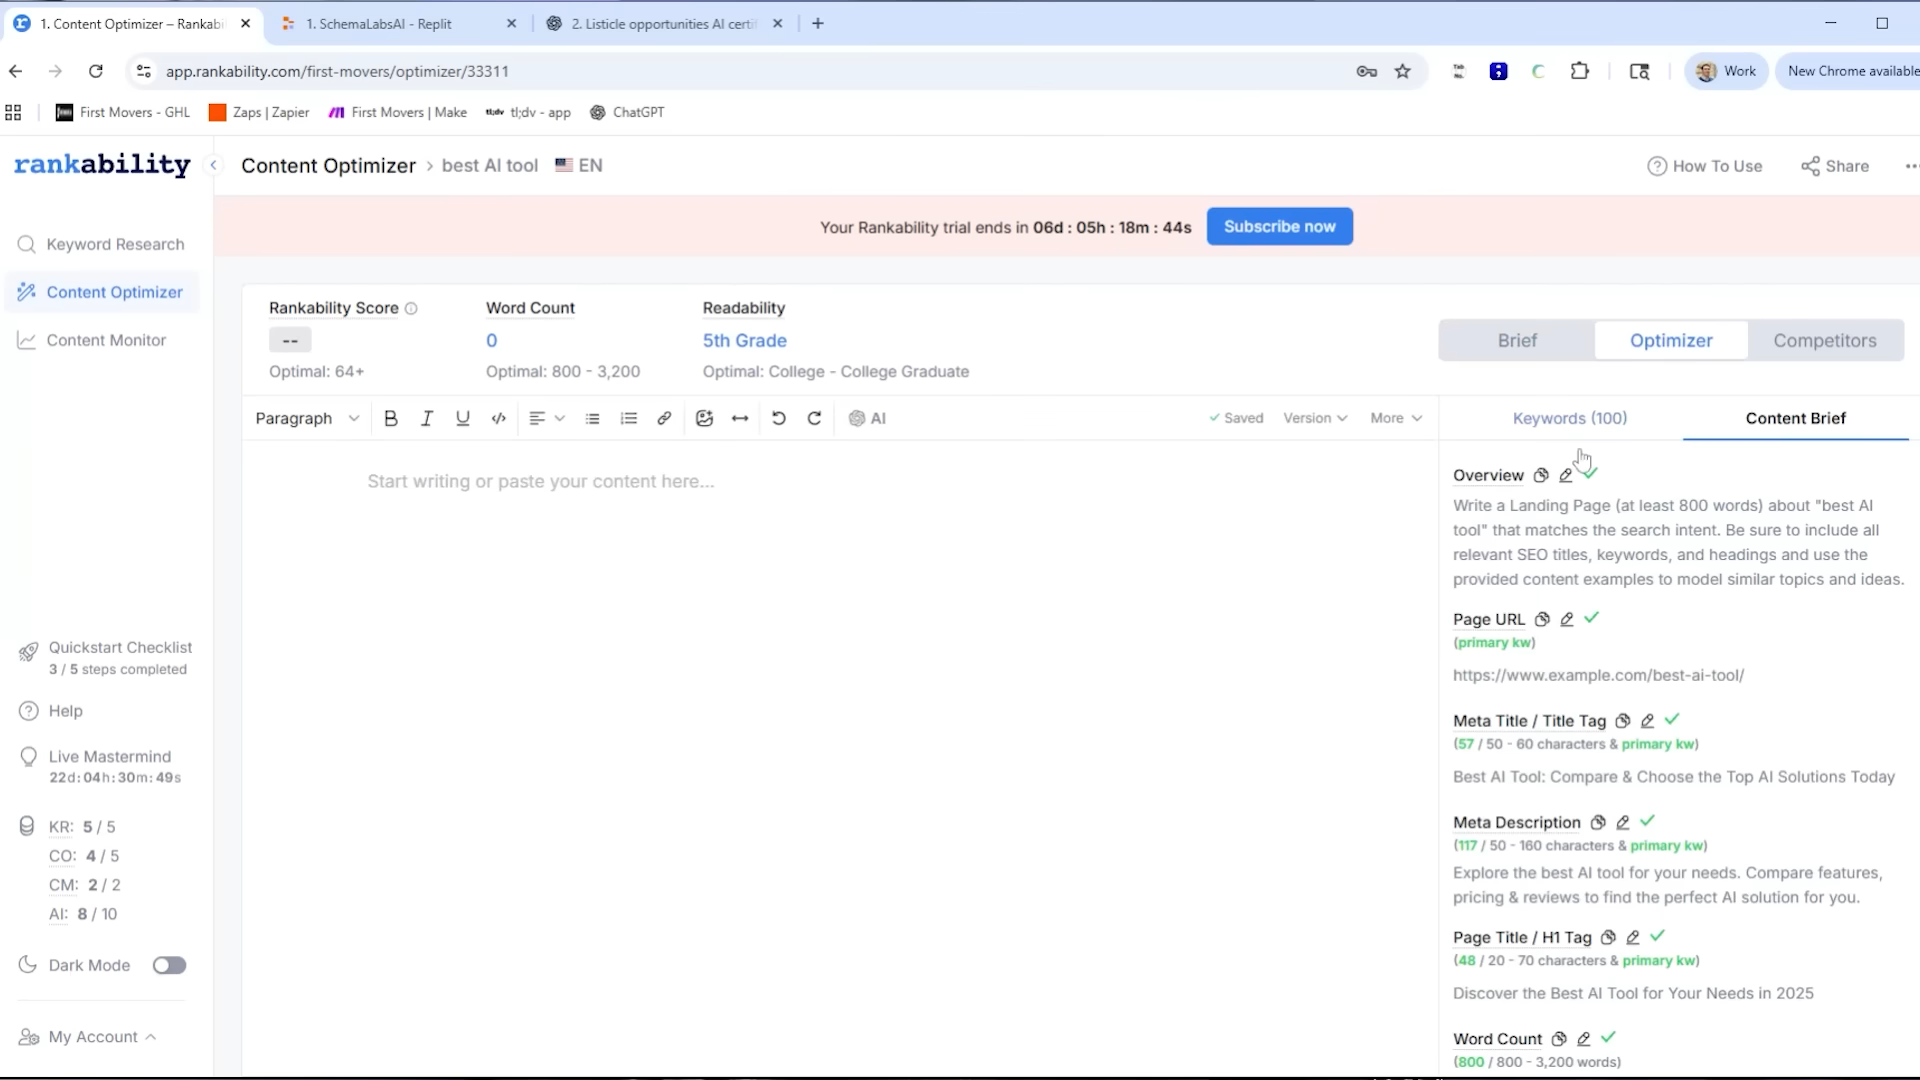 1. Content Optimizer – Rankabi
1. SchemaLabsAI - Replit
2. Listicle opportunities AI certi
app.rankability.com/first-movers/optimizer/33311
Work
New Chrome available
First Movers - GHL
Zaps | Zapier
First Movers | Make
tl;dv tl;dv - app
ChatGPT
rankability
Content Optimizer › best AI tool EN
How To Use
Share
Your Rankability trial ends in 06d : 05h : 18m : 44s
Subscribe now
Keyword Research
Content Optimizer
Content Monitor
Quickstart Checklist
3 / 5 steps completed
Help
Live Mastermind
22d : 04h : 30m : 49s
KR: 5 / 5
CO: 4 / 5
CM: 2 / 2
AI: 8 / 10
Dark Mode
My Account
Rankability Score
--
Optimal: 64+
Word Count
0
Optimal: 800 - 3,200
Readability
5th Grade
Optimal: College - College Graduate
Brief
Optimizer
Competitors
Paragraph
B I U </>
AI
Saved
Version
More
Start writing or paste your content here...
Keywords (100)
Content Brief
Overview
Write a Landing Page (at least 800 words) about "best AI
tool" that matches the search intent. Be sure to include all
relevant SEO titles, keywords, and headings and use the
provided content examples to model similar topics and ideas.
Page URL
(primary kw)
https://www.example.com/best-ai-tool/
Meta Title / Title Tag
(57 / 50 - 60 characters & primary kw)
Best AI Tool: Compare & Choose the Top AI Solutions Today
Meta Description
(117 / 50 - 160 characters & primary kw)
Explore the best AI tool for your needs. Compare features,
pricing & reviews to find the perfect AI solution for you.
Page Title / H1 Tag
(48 / 20 - 70 characters & primary kw)
Discover the Best AI Tool for Your Needs in 2025
Word Count
(800 / 800 - 3,200 words)